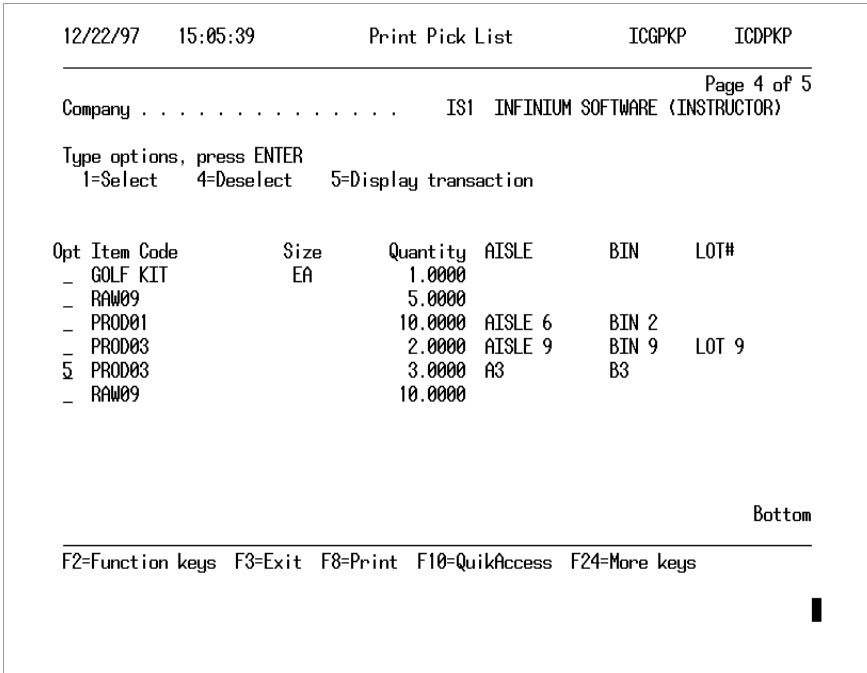 12/22/97 15:05:39 Print Pick List ICGPKP ICDPKP
Page 4 of 5
Company . . . . . . . . . . . . . . IS1 INFINIUM SOFTWARE (INSTRUCTOR)
Type options, press ENTER
1=Select 4=Deselect 5=Display transaction
Opt Item Code Size Quantity AISLE BIN LOT#
_ GOLF KIT EA 1.0000
_ RAW09 5.0000
_ PROD01 10.0000 AISLE 6 BIN 2
_ PROD03 2.0000 AISLE 9 BIN 9 LOT 9
5 PROD03 3.0000 A3 B3
_ RAW09 10.0000
Bottom
F2=Function keys F3=Exit F8=Print F10=QuikAccess F24=More keys